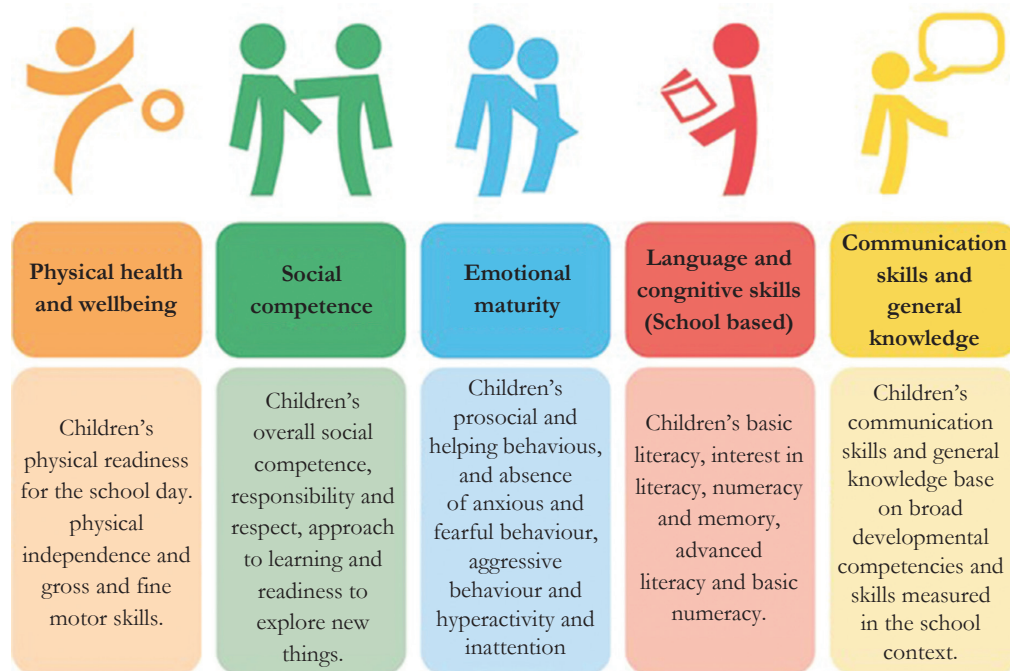 Physical health
and wellbeing
Social
competence
Emotional
maturity
Language and
congnitive skills
(School based)
Communication
skills and
general
knowledge
Children's
physical readiness
for the school day.
physical
independence and
gross and fine
motor skills.
Children's
overall social
competence,
responsibility and
respect, approach
to learning and
readiness to
explore new
things.
Children's
prosocial and
helping behavious,
and absence
of anxious and
fearful behaviour,
aggressive
behaviour and
hyperactivity and
inattention
Children's basic
literacy, interest in
literacy, numeracy
and memory,
advanced
literacy and basic
numeracy.
Children's
communication
skills and general
knowledge base
on broad
developmental
competencies and
skills measured
in the school
context.